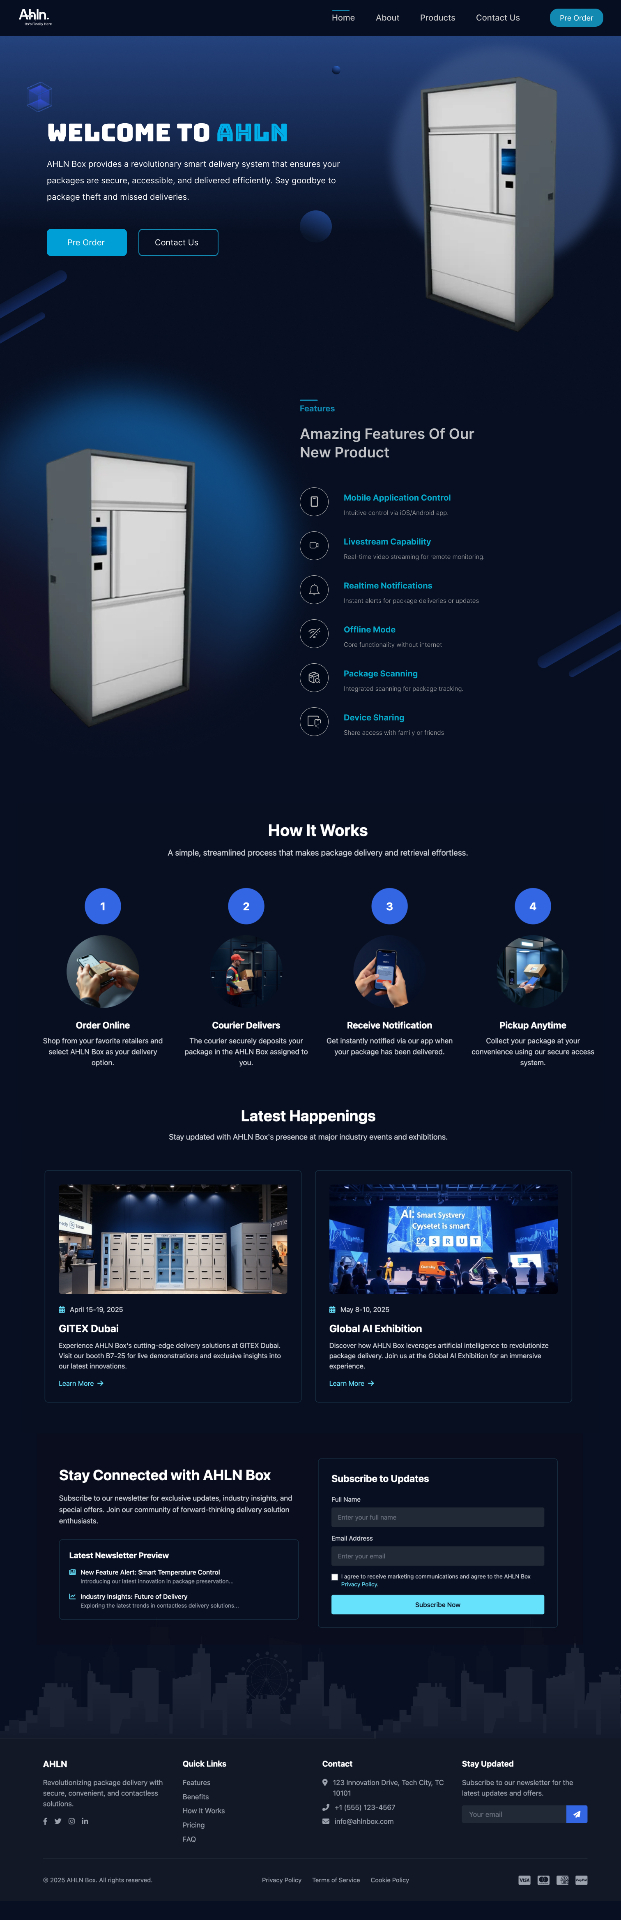 Ahln.
Home
About
Products
Contact Us
Pre Order
WELCOME TO AHLN
AHLN Box provides a revolutionary smart delivery system that ensures your
packages are secure, accessible, and delivered efficiently. Say goodbye to
package theft and missed deliveries.
Pre Order
Contact Us
Features
Amazing Features Of Our
New Product
Mobile Application Control
Intuitive control via iOS/Android app.
Livestream Capability
Real-time video streaming for remote monitoring.
Realtime Notifications
Instant alerts for package deliveries or updates
Offline Mode
Core functionality without internet
Package Scanning
Integrated scanning for package tracking.
Device Sharing
Share access with family or friends
How It Works
A simple, streamlined process that makes package delivery and retrieval effortless.
1
2
3
4
Order Online
Shop from your favorite retailers and
select AHLN Box as your delivery
option.
Courier Delivers
The courier securely deposits your
package in the AHLN Box assigned to
you.
Receive Notification
Get instantly notified via our app when
your package has been delivered.
Pickup Anytime
Collect your package at your
convenience using our secure access
system.
Latest Happenings
Stay updated with AHLN Box's presence at major industry events and exhibitions.
April 15-19, 2025
GITEX Dubai
Experience AHLN Box's cutting-edge delivery solutions at GITEX Dubai.
Visit our booth B7-25 for live demonstrations and exclusive insights into
our latest innovations.
Learn More
AI: Smart Systvery
Cyysetet is smart
S R U T
May 8-10, 2025
Global AI Exhibition
Discover how AHLN Box leverages artificial intelligence to revolutionize
package delivery. Join us at the Global AI Exhibition for an immersive
experience.
Learn More
Stay Connected with AHLN Box
Subscribe to our newsletter for exclusive updates, industry insights, and
special offers. Join our community of forward-thinking delivery solution
enthusiasts.
Latest Newsletter Preview
New Feature Alert: Smart Temperature Control
Introducing our latest innovation in package preservation...
Industry Insights: Future of Delivery
Exploring the latest trends in contactless delivery solutions...
Subscribe to Updates
Full Name
Enter your full name
Email Address
Enter your email
I agree to receive marketing communications and agree to the AHLN Box
Privacy Policy.
Subscribe Now
AHLN
Revolutionizing package delivery with
secure, convenient, and contactless
solutions.
Quick Links
Features
Benefits
How It Works
Pricing
FAQ
Contact
123 Innovation Drive, Tech City, TC
10101
+1 (555) 123-4567
info@ahlnbox.com
Stay Updated
Subscribe to our newsletter for the
latest updates and offers.
Your email
© 2025 AHLN Box. All rights reserved.
Privacy Policy
Terms of Service
Cookie Policy
VISA